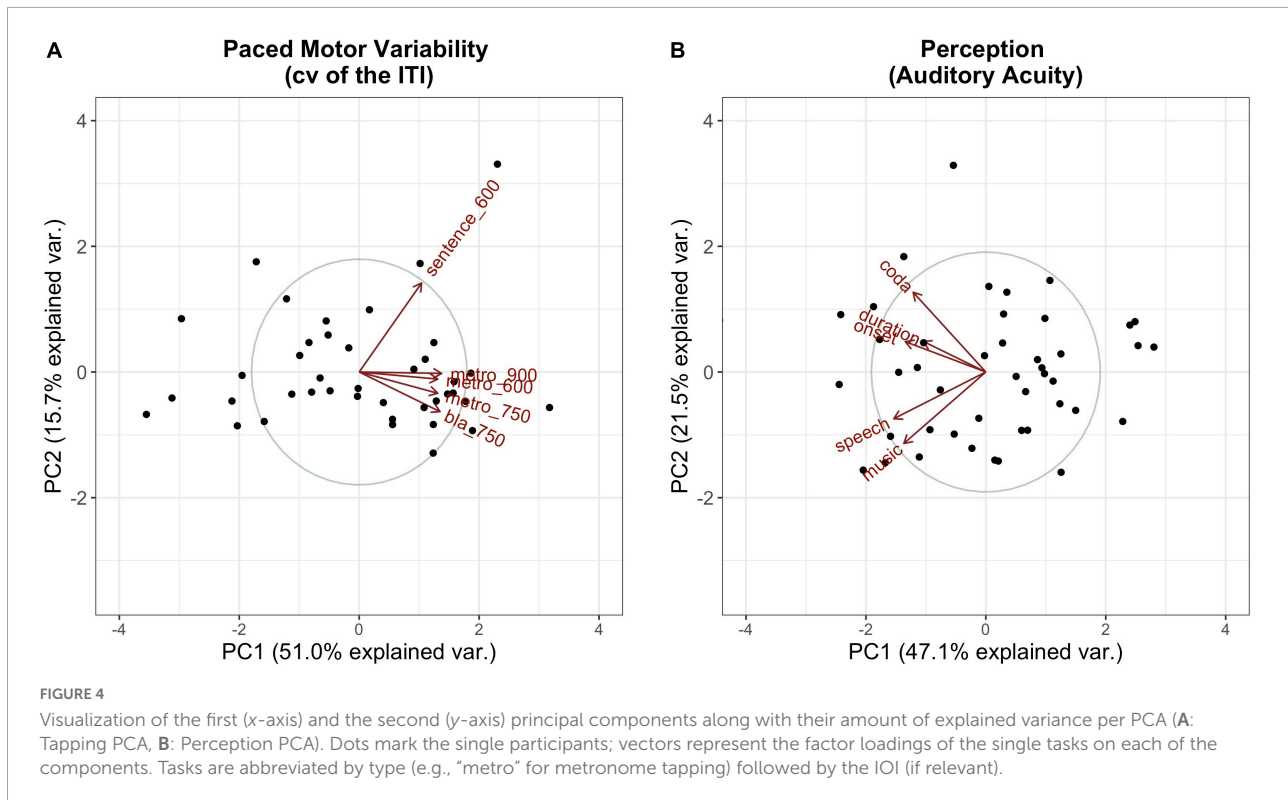 A
Paced Motor Variability
(cv of the ITI)
4
2
0
-2
-4
-2
0
2
4
PC2 (15.7% explained var.)
PC1 (51.0% explained var.)
sentence_600
metro_900
metro_600
metro_750
bla_750
B
Perception
(Auditory Acuity)
4
2
0
-2
-4
-2
0
2
4
PC2 (21.5% explained var.)
PC1 (47.1% explained var.)
coda
duration
onset
speech
music
FIGURE 4
Visualization of the first (x-axis) and the second (y-axis) principal components along with their amount of explained variance per PCA (A:
Tapping PCA, B: Perception PCA). Dots mark the single participants; vectors represent the factor loadings of the single tasks on each of the
components. Tasks are abbreviated by type (e.g., "metro" for metronome tapping) followed by the IOI (if relevant).